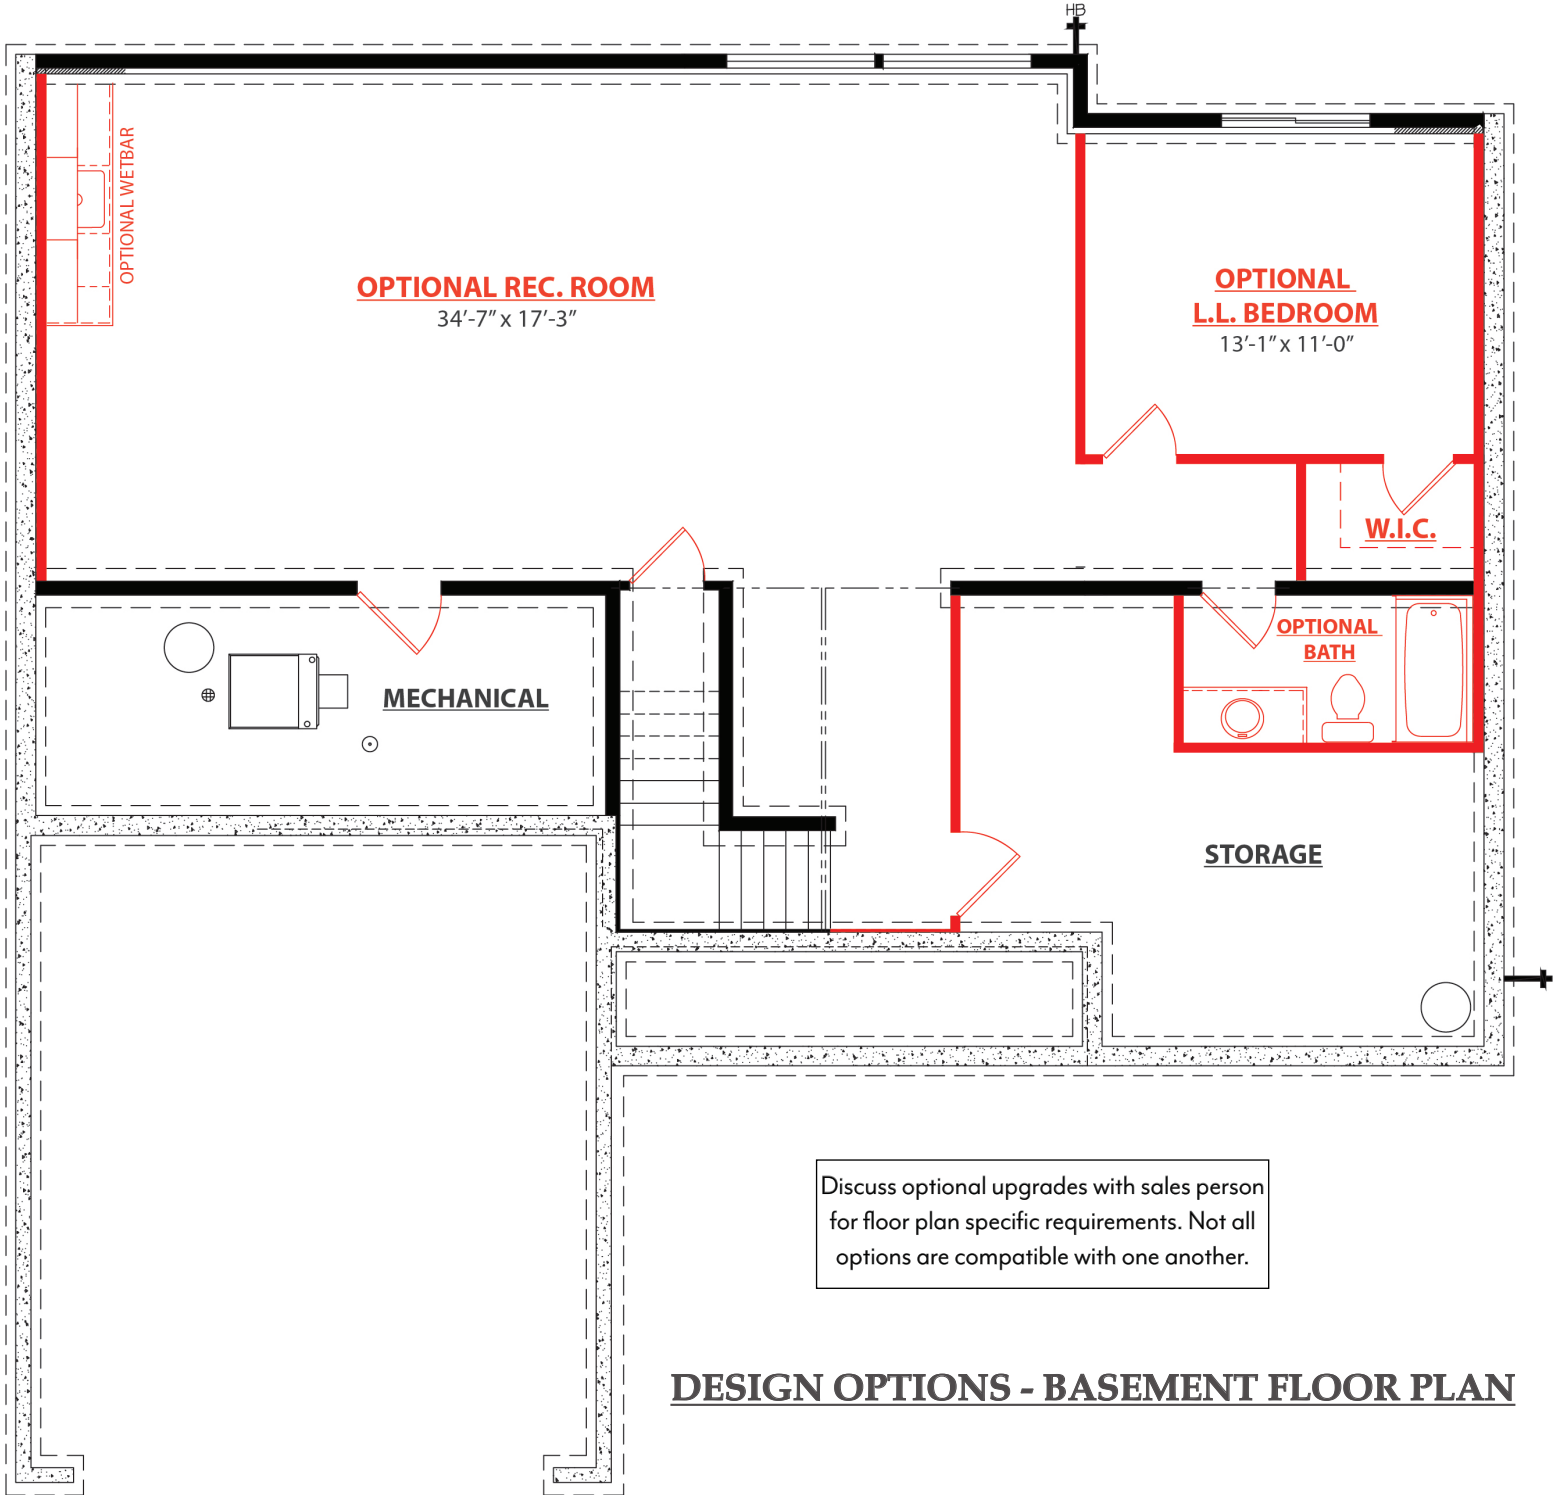 HB
OPTIONAL WETBAR
OPTIONAL REC. ROOM
34’-7” x 17’-3”
OPTIONAL
L.L. BEDROOM
13’-1” x 11’-0”
W.I.C.
OPTIONAL
BATH
MECHANICAL
STORAGE
Discuss optional upgrades with sales person
for floor plan specific requirements. Not all
options are compatible with one another.
DESIGN OPTIONS - BASEMENT FLOOR PLAN